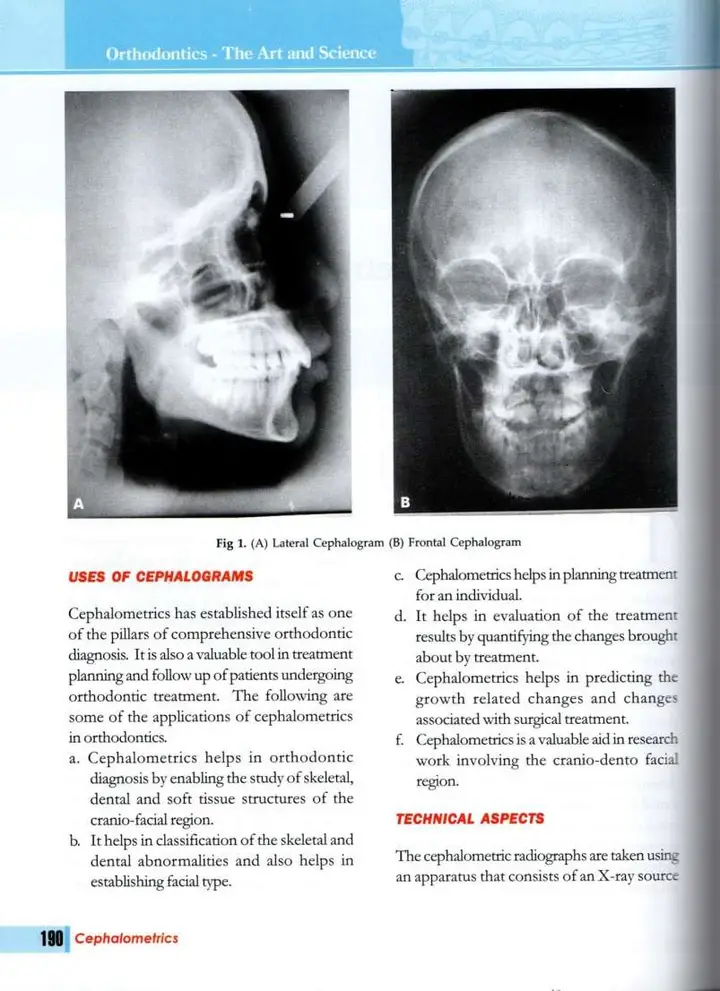 Orthodontics - The Art and Science
A
B
Fig 1. (A) Lateral Cephalogram (B) Frontal Cephalogram
USES OF CEPHALOGRAMS
Cephalometrics has established itself as one
of the pillars of comprehensive orthodontic
diagnosis. It is also a valuable tool in treatment
planning and follow up of patients undergoing
orthodontic treatment. The following are
some of the applications of cephalometrics
in orthodontics.
a. Cephalometrics helps in orthodontic
diagnosis by enabling the study of skeletal,
dental and soft tissue structures of the
cranio-facial region.
b. It helps in classification of the skeletal and
dental abnormalities and also helps in
establishing facial type.
c. Cephalometrics helps in planning treatment
for an individual.
d. It helps in evaluation of the treatment
results by quantifying the changes brought
about by treatment.
e. Cephalometrics helps in predicting the
growth related changes and changes
associated with surgical treatment.
f. Cephalometrics is a valuable aid in research
work involving the cranio-dento facial
region.
TECHNICAL ASPECTS
The cephalometric radiographs are taken using
an apparatus that consists of an X-ray source
190 Cephalometrics